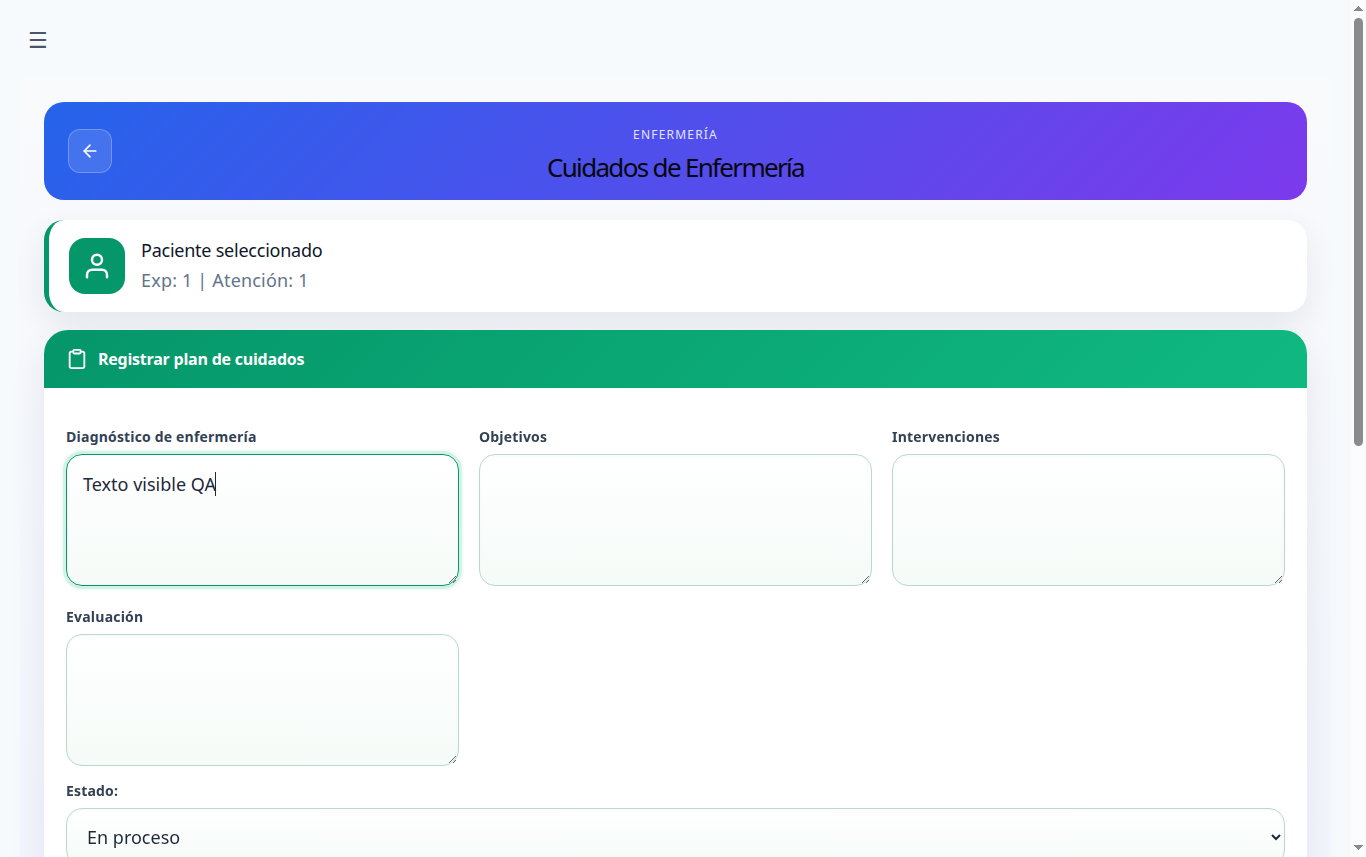 ☰
ENFERMERÍA
Cuidados de Enfermería
Paciente seleccionado
Exp: 1 | Atención: 1
Registrar plan de cuidados
Diagnóstico de enfermería
Objetivos
Intervenciones
Texto visible QA
Evaluación
Estado:
En proceso